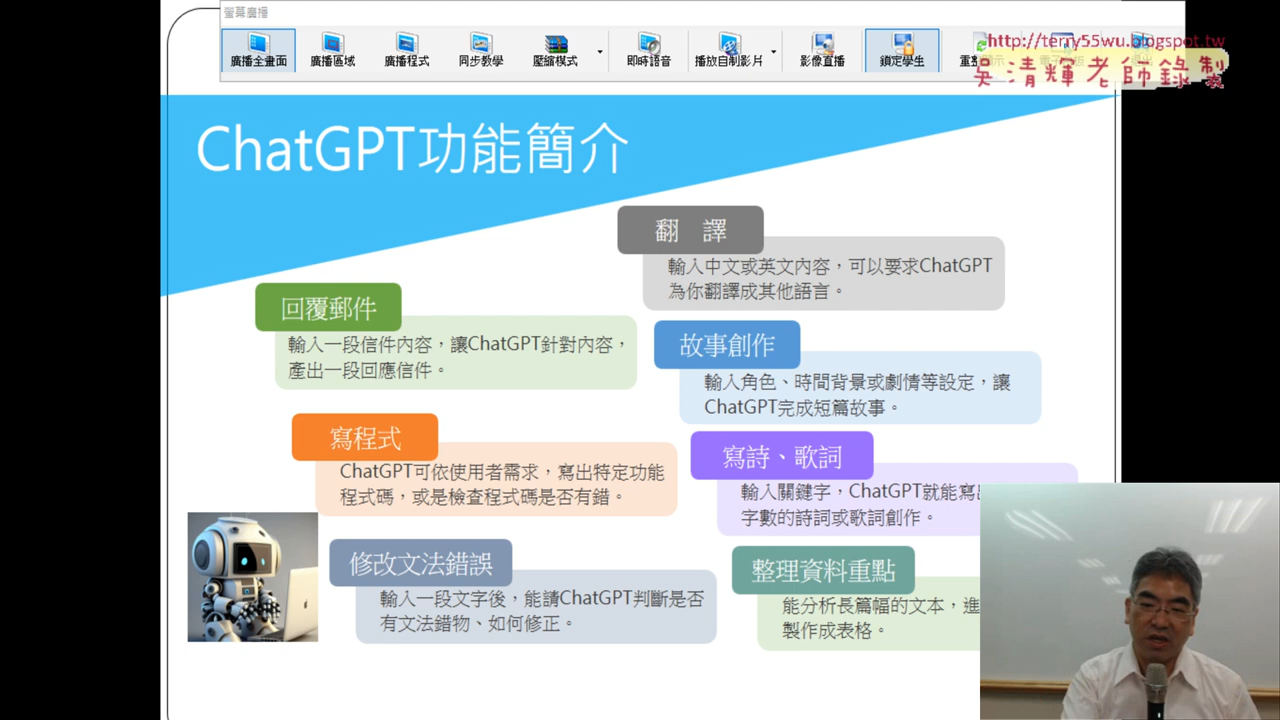 螢幕廣播
廣播全畫面
廣播區域
廣播程式
同步教學
壓縮模式
即時語音
播放自制影片
影像直播
鎖定學生
http://terry55wu.blogspot.tw
吳清輝老師錄製
ChatGPT功能簡介
翻 譯
輸入中文或英文內容，可以要求ChatGPT
為你翻譯成其他語言。
回覆郵件
輸入一段信件內容，讓ChatGPT針對內容，
產出一段回應信件。
故事創作
輸入角色、時間背景或劇情等設定，讓
ChatGPT完成短篇故事。
寫程式
ChatGPT可依使用者需求，寫出特定功能
程式碼，或是檢查程式碼是否有錯。
寫詩、歌詞
輸入關鍵字，ChatGPT就能寫出
字數的詩詞或歌詞創作。
修改文法錯誤
輸入一段文字後，能請ChatGPT判斷是否
有文法錯物、如何修正。
整理資料重點
能分析長篇幅的文本，進
製作成表格。